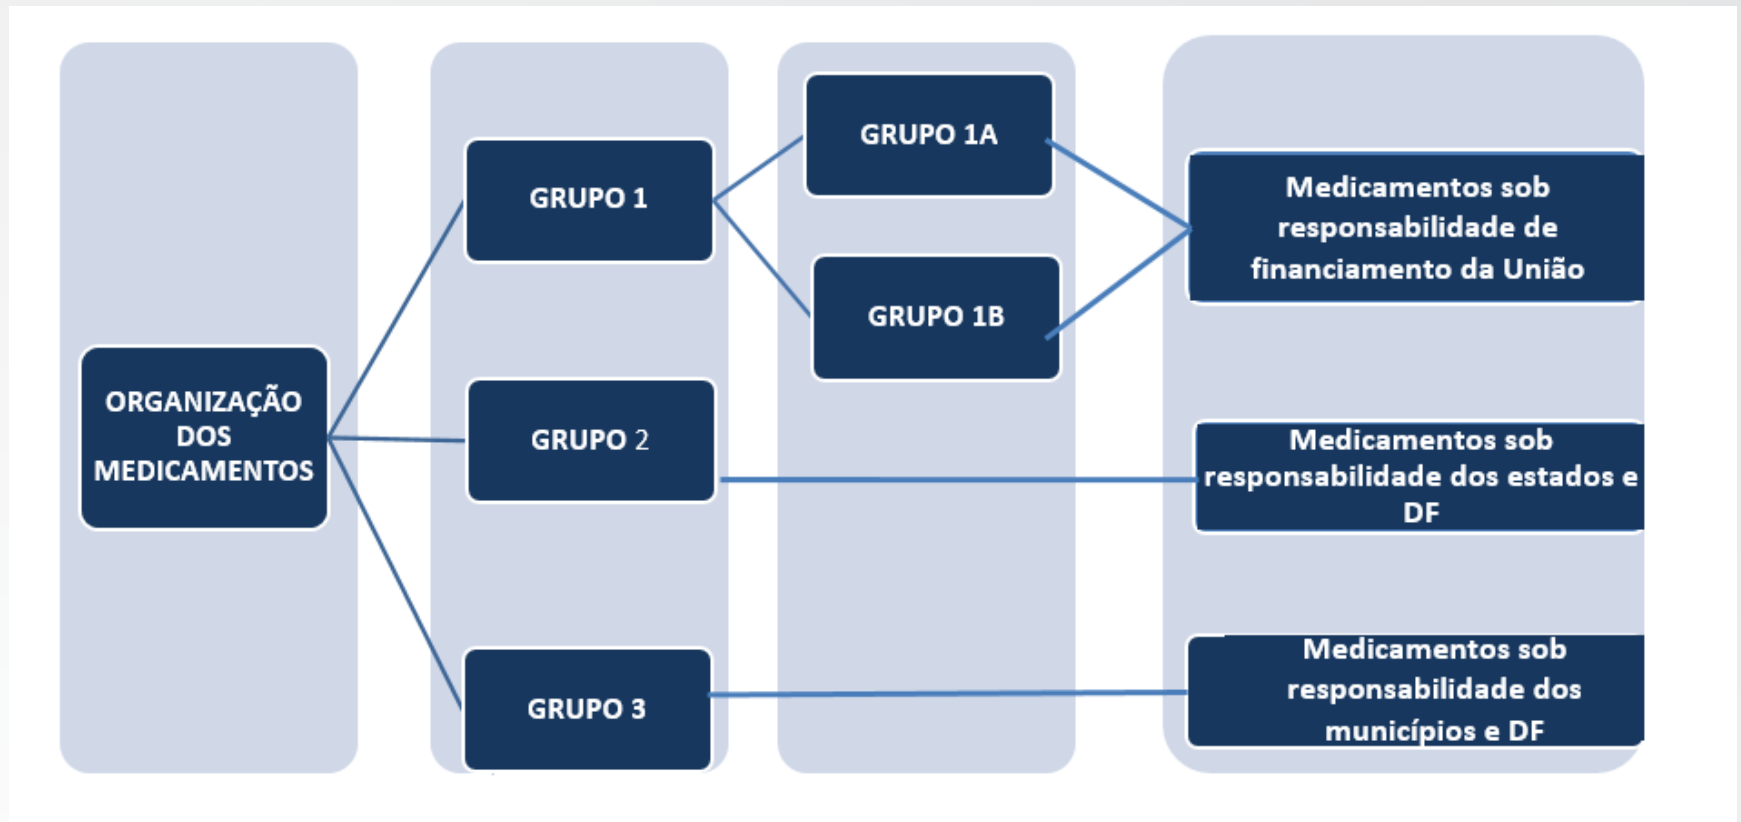 ORGANIZAÇÃO
DOS
MEDICAMENTOS
GRUPO 1
GRUPO 2
GRUPO 3
GRUPO 1A
GRUPO 1B
Medicamentos sob
responsabilidade de
financiamento da União
Medicamentos sob
responsabilidade dos estados e
DF
Medicamentos sob
responsabilidade dos
municípios e DF